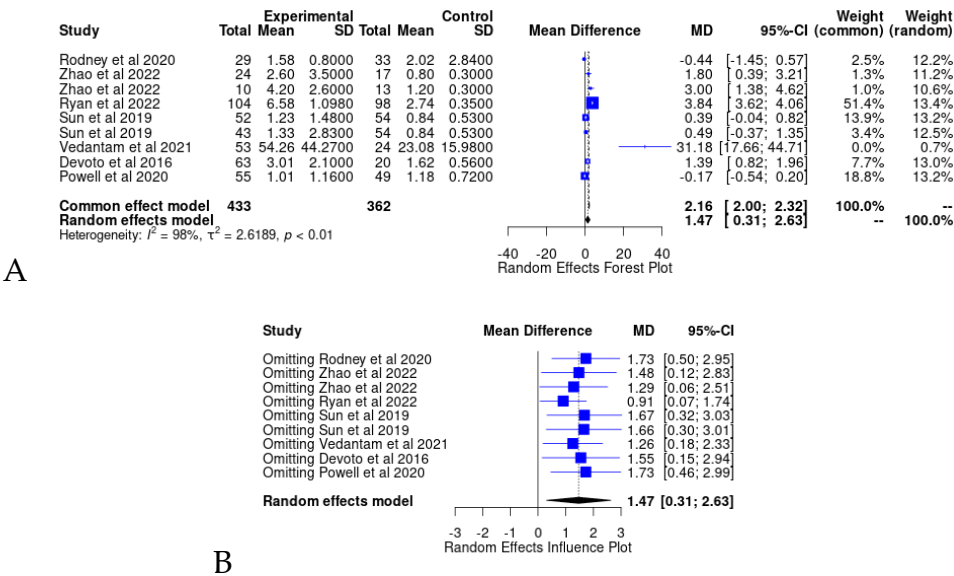 Experimental Control Weight Weight
Study Total Mean SD Total Mean SD Mean Difference MD 95%-CI (common) (random)
Rodney et al 2020 29 1.58 0.8000 33 2.02 2.8400 -0.44 [-1.45; 0.57] 2.5% 12.2%
Zhao et al 2022 24 2.60 3.5000 17 0.80 0.3000 1.80 [0.39; 3.21] 1.3% 11.2%
Zhao et al 2022 10 4.20 2.6000 13 1.20 0.3000 3.00 [1.38; 4.62] 1.0% 10.6%
Ryan et al 2022 104 6.58 1.0980 98 2.74 0.3500 3.84 [3.62; 4.06] 51.4% 13.4%
Sun et al 2019 52 1.23 1.4800 54 0.84 0.5300 0.39 [-0.04; 0.82] 13.9% 13.2%
Sun et al 2019 43 1.33 2.8300 54 0.84 0.5300 0.49 [-0.37; 1.35] 3.4% 12.5%
Vedantam et al 2021 53 54.26 44.2700 24 23.08 15.9800 31.18 [17.66; 44.71] 0.0% 0.7%
Devoto et al 2016 63 3.01 2.1000 20 1.62 0.5600 1.39 [0.82; 1.96] 7.7% 13.0%
Powell et al 2020 55 1.01 1.1600 49 1.18 0.7200 -0.17 [-0.54; 0.20] 18.8% 13.2%
Common effect model 433 362 2.16 [2.00; 2.32] 100.0% --
Random effects model 1.47 [0.31; 2.63] -- 100.0%
Heterogeneity: I² = 98%, τ² = 2.6189, p < 0.01
-40 -20 0 20 40
Random Effects Forest Plot
A
Study Mean Difference MD 95%-CI
Omitting Rodney et al 2020 1.73 [0.50; 2.95]
Omitting Zhao et al 2022 1.48 [0.12; 2.83]
Omitting Zhao et al 2022 1.29 [0.06; 2.51]
Omitting Ryan et al 2022 0.91 [0.07; 1.74]
Omitting Sun et al 2019 1.67 [0.32; 3.03]
Omitting Sun et al 2019 1.66 [0.30; 3.01]
Omitting Vedantam et al 2021 1.26 [0.18; 2.33]
Omitting Devoto et al 2016 1.55 [0.15; 2.94]
Omitting Powell et al 2020 1.73 [0.46; 2.99]
Random effects model 1.47 [0.31; 2.63]
-3 -2 -1 0 1 2 3
Random Effects Influence Plot
B